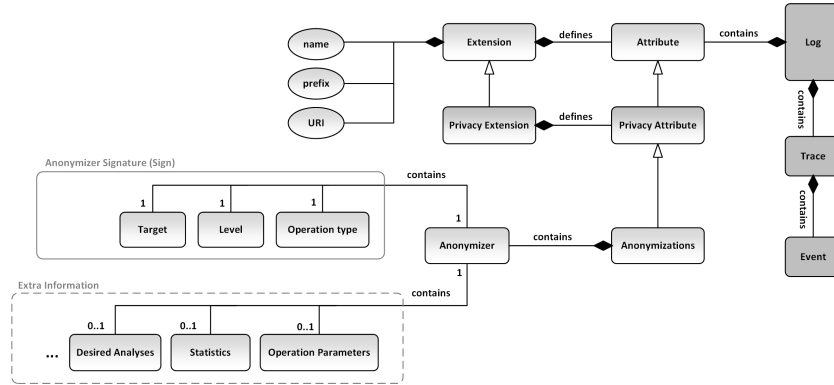 name
prefix
URI
Extension
defines
Attribute
contains
Log
contains
Privacy Extension
defines
Privacy Attribute
Trace
contains
Event
Anonymizer Signature (Sign)
contains
1
1
1
1
Target
Level
Operation type
Anonymizer
contains
Anonymizations
1
Extra Information
contains
0..1
0..1
0..1
...
Desired Analyses
Statistics
Operation Parameters